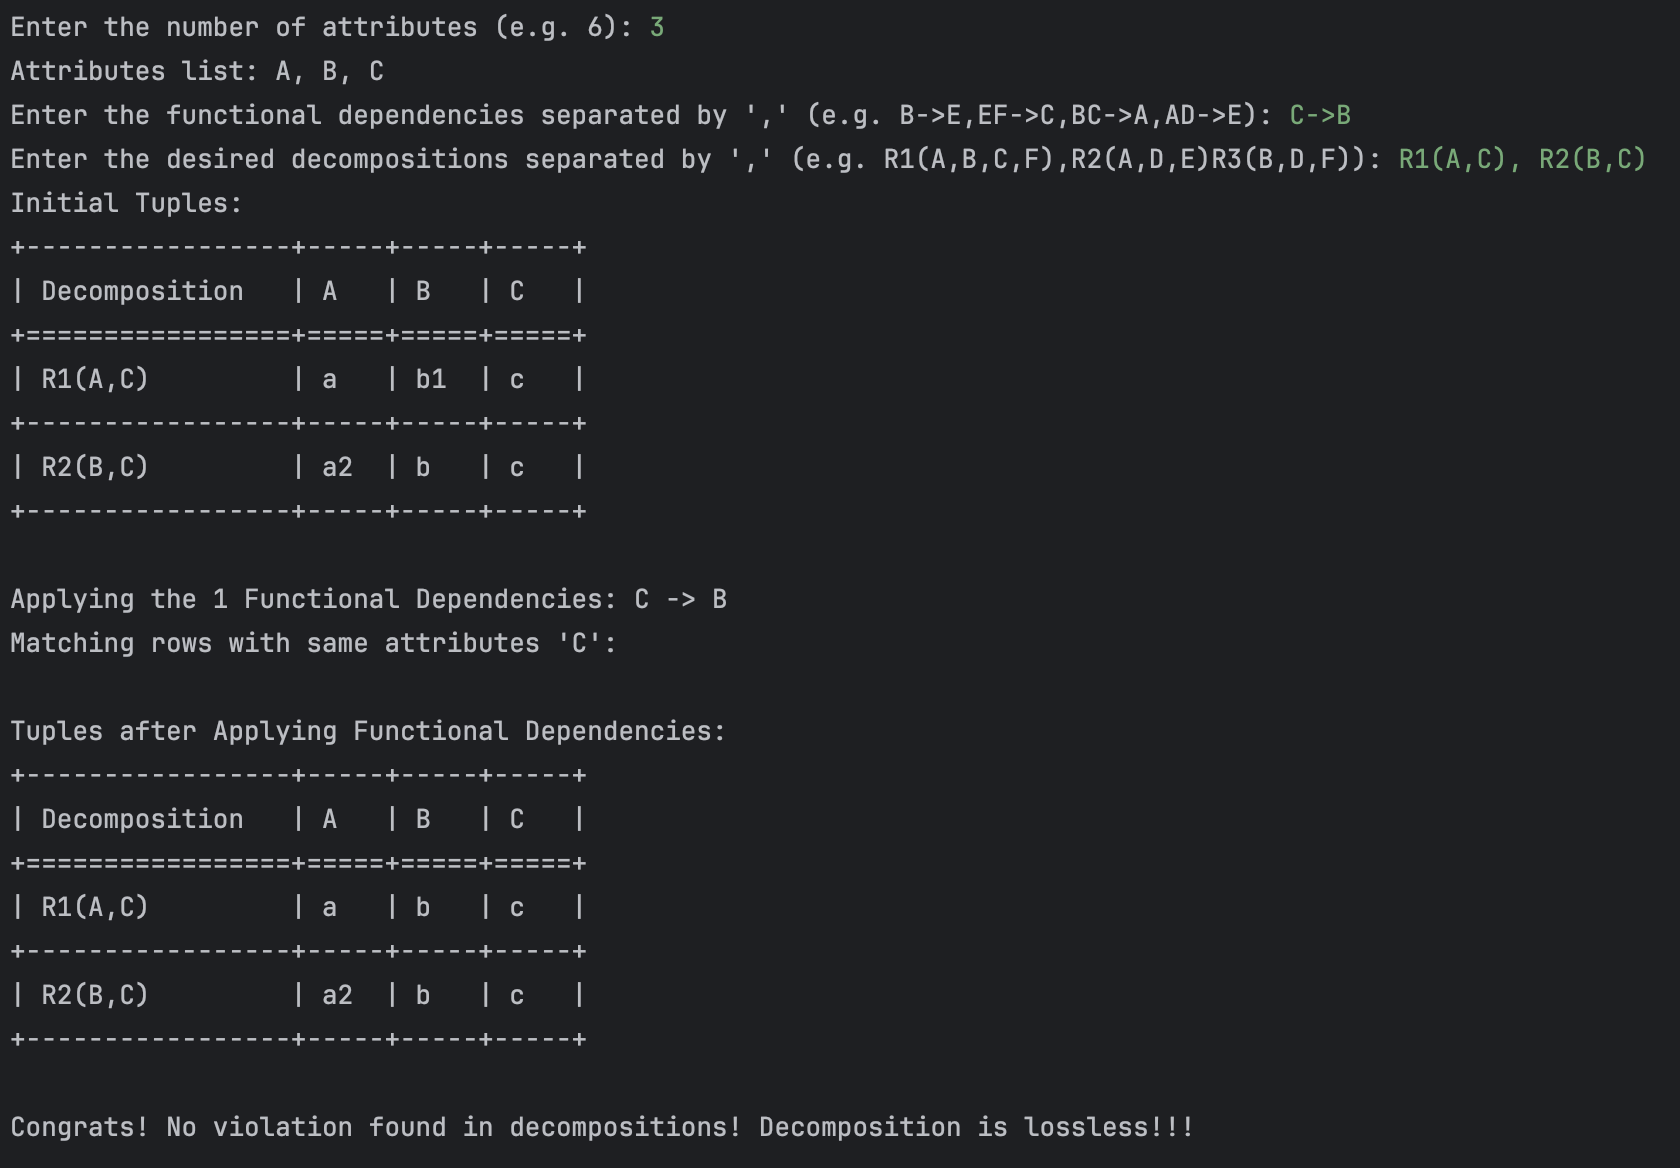 Enter the number of attributes (e.g. 6): 3
Attributes list: A, B, C
Enter the functional dependencies separated by ',' (e.g. B->E,EF->C,BC->A,AD->E): C->B
Enter the desired decompositions separated by ',' (e.g. R1(A,B,C,F),R2(A,D,E)R3(B,D,F)): R1(A,C), R2(B,C)
Initial Tuples:
+-----------------+-----+-----+-----+
| Decomposition   | A   | B   | C   |
+=================+=====+=====+=====+
| R1(A,C)         | a   | b1  | c   |
+-----------------+-----+-----+-----+
| R2(B,C)         | a2  | b   | c   |
+-----------------+-----+-----+-----+

Applying the 1 Functional Dependencies: C -> B
Matching rows with same attributes 'C':

Tuples after Applying Functional Dependencies:
+-----------------+-----+-----+-----+
| Decomposition   | A   | B   | C   |
+=================+=====+=====+=====+
| R1(A,C)         | a   | b   | c   |
+-----------------+-----+-----+-----+
| R2(B,C)         | a2  | b   | c   |
+-----------------+-----+-----+-----+

Congrats! No violation found in decompositions! Decomposition is lossless!!!